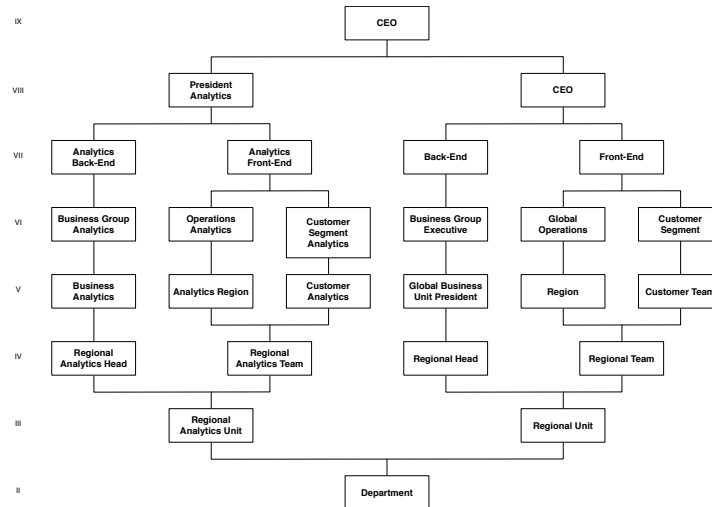 IX
CEO
VIII
President
Analytics
CEO
VII
Analytics
Back-End
Analytics
Front-End
Back-End
Front-End
VI
Business Group
Analytics
Operations
Analytics
Customer
Segment
Analytics
Business Group
Executive
Global
Operations
Customer
Segment
V
Business
Analytics
Analytics Region
Customer
Analytics
Global Business
Unit President
Region
Customer Team
IV
Regional
Analytics Head
Regional
Analytics Team
Regional Head
Regional Team
III
Regional
Analytics Unit
Regional Unit
II
Department